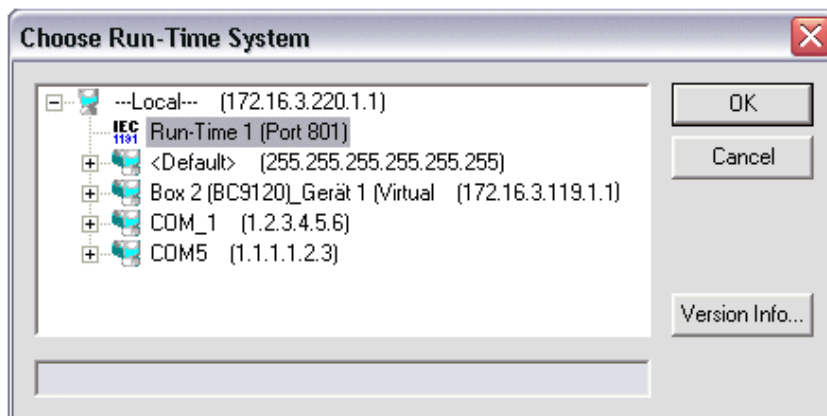 Choose Run-Time System
---Local--- (172.16.3.220.1.1)
OK
IEC
1131
Run-Time 1 (Port 801)
<Default> (255.255.255.255.255.255)
Cancel
Box 2 (BC9120)_Gerät 1 (Virtual (172.16.3.119.1.1)
COM_1 (1.2.3.4.5.6)
COM5 (1.1.1.1.2.3)
Version Info...